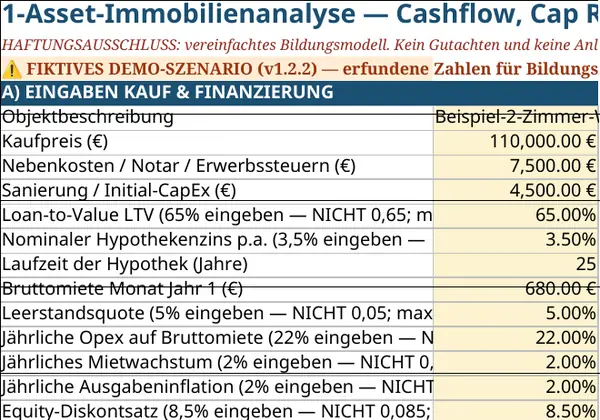 1-Asset-Immobilienanalyse — Cashflow, Cap R
HAFTUNGSAUSSCHLUSS: vereinfachtes Bildungsmodell. Kein Gutachten und keine Anl
⚠ FIKTIVES DEMO-SZENARIO (v1.2.2) — erfundene Zahlen für Bildungs
A) EINGABEN KAUF & FINANZIERUNG
Objektbeschreibung Beispiel-2-Zimmer-W
Kaufpreis (€) 110,000.00 €
Nebenkosten / Notar / Erwerbssteuern (€) 7,500.00 €
Sanierung / Initial-CapEx (€) 4,500.00 €
Loan-to-Value LTV (65% eingeben — NICHT 0,65; m 65.00%
Nominaler Hypothekenzins p.a. (3,5% eingeben — 3.50%
Laufzeit der Hypothek (Jahre) 25
Bruttomiete Monat Jahr 1 (€) 680.00 €
Leerstandsquote (5% eingeben — NICHT 0,05; max 5.00%
Jährliche Opex auf Bruttomiete (22% eingeben — N 22.00%
Jährliches Mietwachstum (2% eingeben — NICHT 0, 2.00%
Jährliche Ausgabeninflation (2% eingeben — NICHT 2.00%
Equity-Diskontsatz (8,5% eingeben — NICHT 0,085; 8.50%